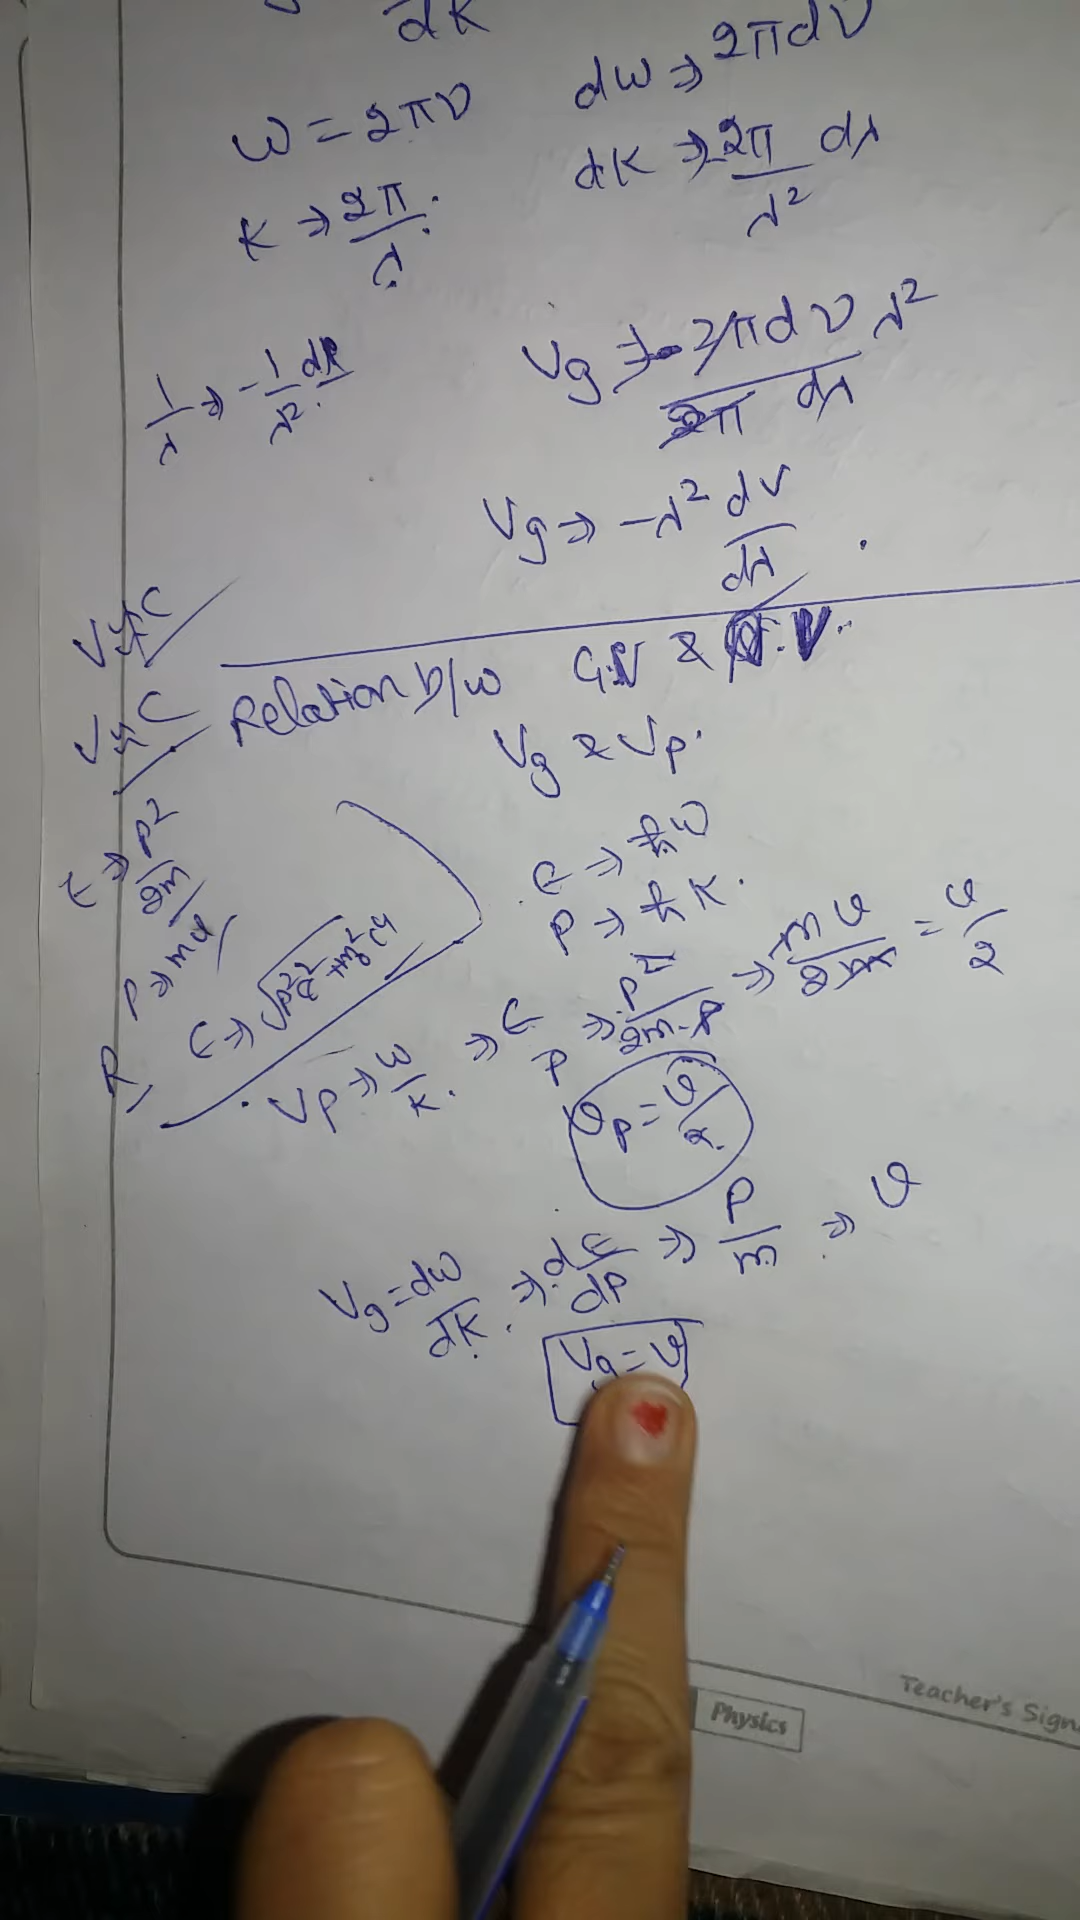 dK
ω = 2πν
dω ⇒ 2πdν
K ⇒ 2π/λ
dK ⇒ -2π/λ² dλ
1/λ ⇒ -1/λ²
Vg ⇒ - 2πdν λ² / 2π dλ
Vg ⇒ -λ² dν/dλ
Relation b/w G.V & P.V.
Vg & Vp.
E ⇒ P²/2m
P ⇒ mv
E ⇒ √P²c²+m₀²c⁴
E ⇒ ħω
P ⇒ ħK.
Vp ⇒ ω/K. ⇒ E/P ⇒ P²/2m.P ⇒ mv/2m = v/2
vp = v/2.
Vg = dω/dK. ⇒ dE/dP ⇒ P/m ⇒ v
Vg = v
Physics
Teacher's Sign